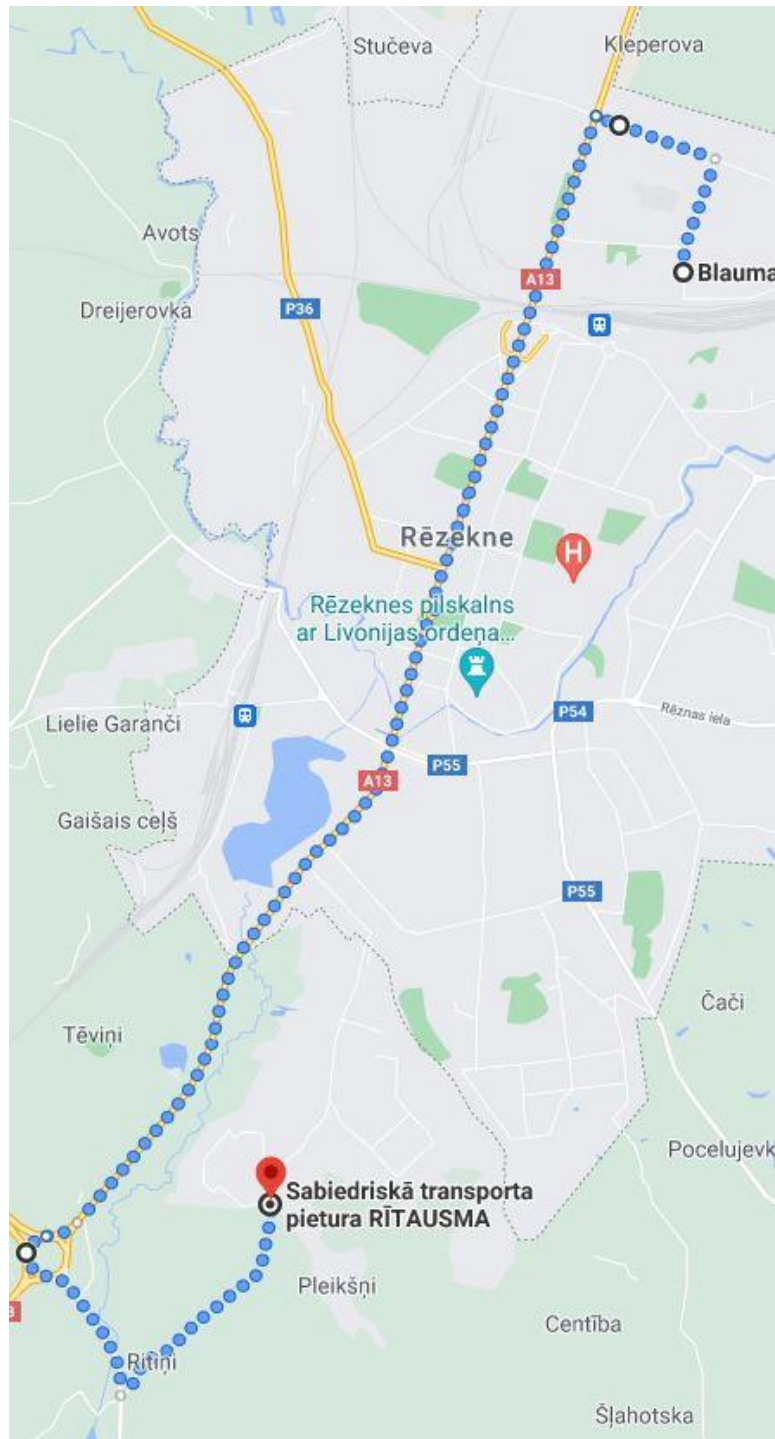 Stučeva
Kleperova
Avots
A13
Blauma
Dreijerovka
P36
Rēzekne
H
Rēzeknes pilskalns
ar Livonijas ordeņa...
Lielie Garanči
P54
Rēznas iela
P55
A13
Gaišais ceļš
P55
Čači
Tēviņi
Pocelujevk
Sabiedriskā transporta
pietura RĪTAUSMA
Pleikšņi
Centība
Ritiņi
Šļahotska